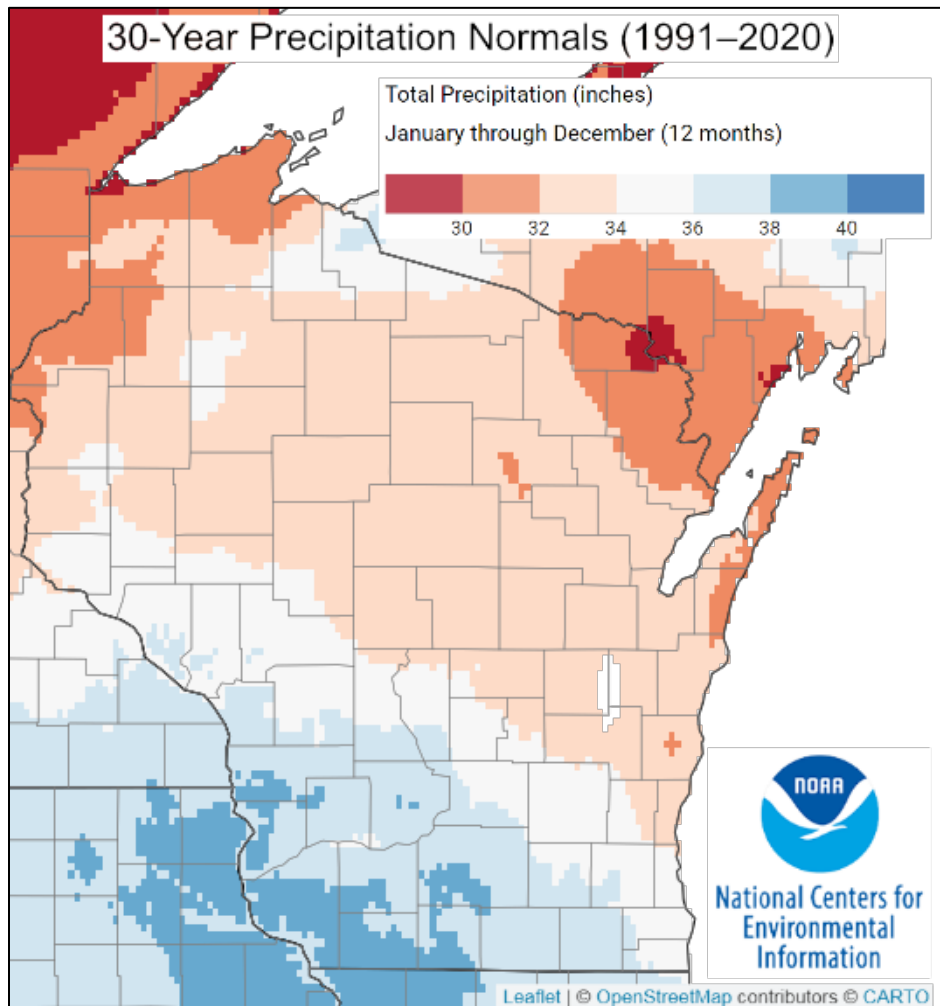 30-Year Precipitation Normals (1991–2020)
Total Precipitation (inches)
January through December (12 months)
30 32 34 36 38 40
NOAA
National Centers for
Environmental
Information
Leaflet | © OpenStreetMap contributors © CARTO